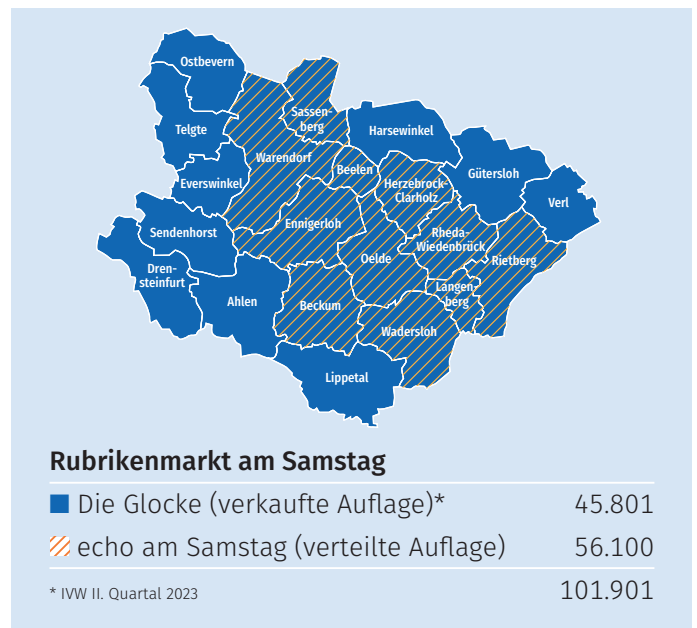 Ostbevern
Sassen-
berg
Telgte
Harsewinkel
Warendorf
Beelen
Gütersloh
Everswinkel
Herzebrock-
Clarholz
Verl
Ennigerloh
Sendenhorst
Rheda-
Wiedenbrück
Oelde
Rietberg
Dren-
steinfurt
Langen-
berg
Ahlen
Beckum
Wadersloh
Lippetal
Rubrikenmarkt am Samstag
Die Glocke (verkaufte Auflage)* 45.801
echo am Samstag (verteilte Auflage) 56.100
* IVW II. Quartal 2023 101.901